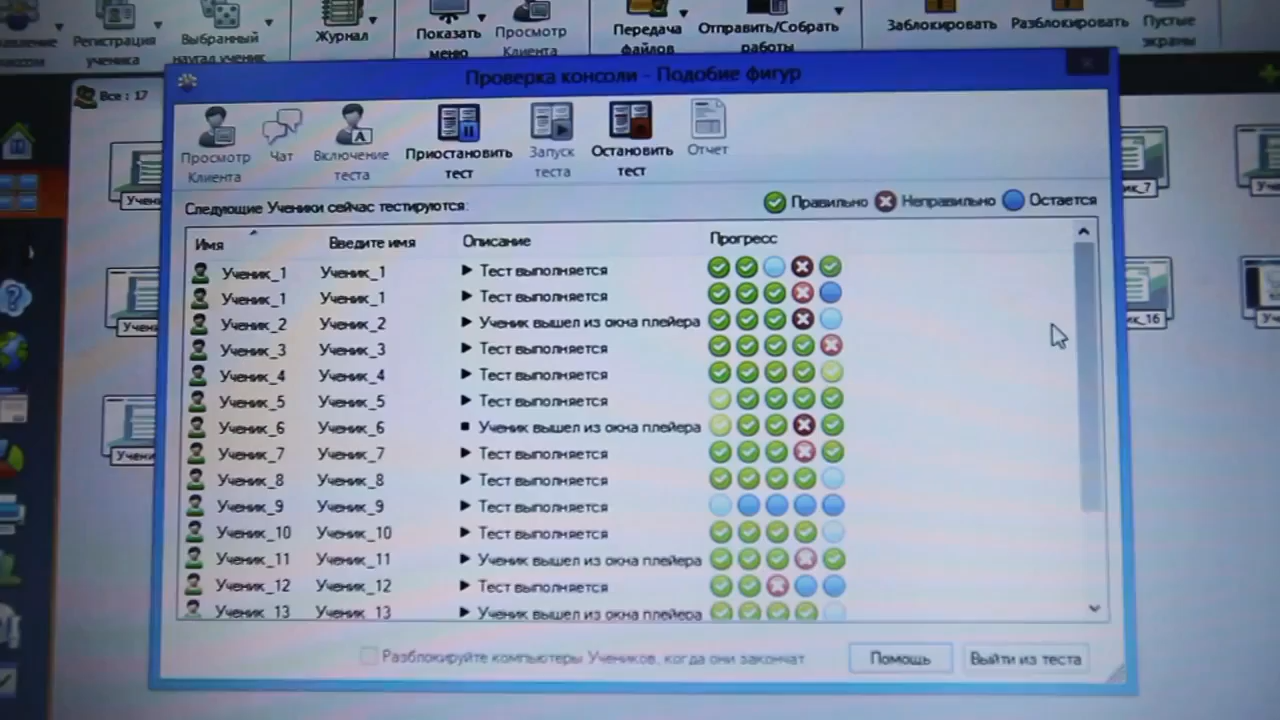 Регистрация ученика
Выбранный
Журнал
Показать меню
Просмотр Клиента
Передача файлов
Отправить/Собрать работы
Заблокировать
Разблокировать
Пустые экраны
Все : 17
Проверка консоли - Подобие фигур
Просмотр Клиента
Чат
Включение теста
Приостановить тест
Запуск теста
Остановить тест
Отчет
Следующие Ученики сейчас тестируются:
Правильно Неправильно Остается
Имя Введите имя Описание Прогресс
Ученик_1 Ученик_1 Тест выполняется
Ученик_1 Ученик_1 Тест выполняется
Ученик_2 Ученик_2 Ученик вышел из окна плейера
Ученик_3 Ученик_3 Тест выполняется
Ученик_4 Ученик_4 Тест выполняется
Ученик_5 Ученик_5 Тест выполняется
Ученик_6 Ученик_6 Ученик вышел из окна плейера
Ученик_7 Ученик_7 Тест выполняется
Ученик_8 Ученик_8 Тест выполняется
Ученик_9 Ученик_9 Тест выполняется
Ученик_10 Ученик_10 Тест выполняется
Ученик_11 Ученик_11 Ученик вышел из окна плейера
Ученик_12 Ученик_12 Тест выполняется
Ученик_13 Ученик_13 Ученик вышел из окна плейера
Разблокируйте компьютеры Учеников, когда они закончат
Помощь
Выйти из теста